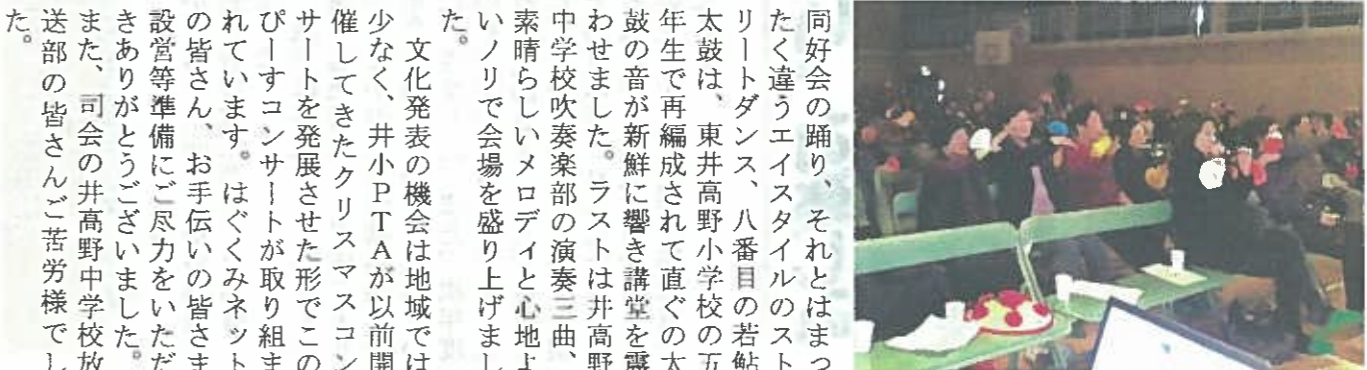 同好会の踊り、それとはまっ
たく違うエイスタイルのスト
リートダンス、八番目の若鮎
太鼓は、東井高野小学校の五
年生で再編成されて直ぐの太
鼓の音が新鮮に響き講堂を震
わせました。ラストは井高野
中学校吹奏楽部の演奏三曲、
素晴らしいメロディと心地よ
いノリで会場を盛り上げまし
た。
文化発表の機会は地域では
少なく、井小PTAが以前開
催してきたクリスマスコン
サートを発展させた形でこの
ぴーすコンサートが取り組ま
れています。はぐくみネット
の皆さん、お手伝いの皆さま
設営等準備にご尽力をいただ
きありがとうございました。
また、司会の井高野中学校放
送部の皆さんご苦労様でし
た。